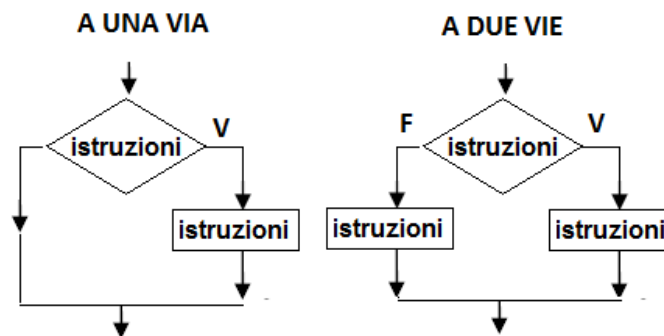 A UNA VIA
A DUE VIE
V
istruzioni
istruzioni
F
V
istruzioni
istruzioni
istruzioni